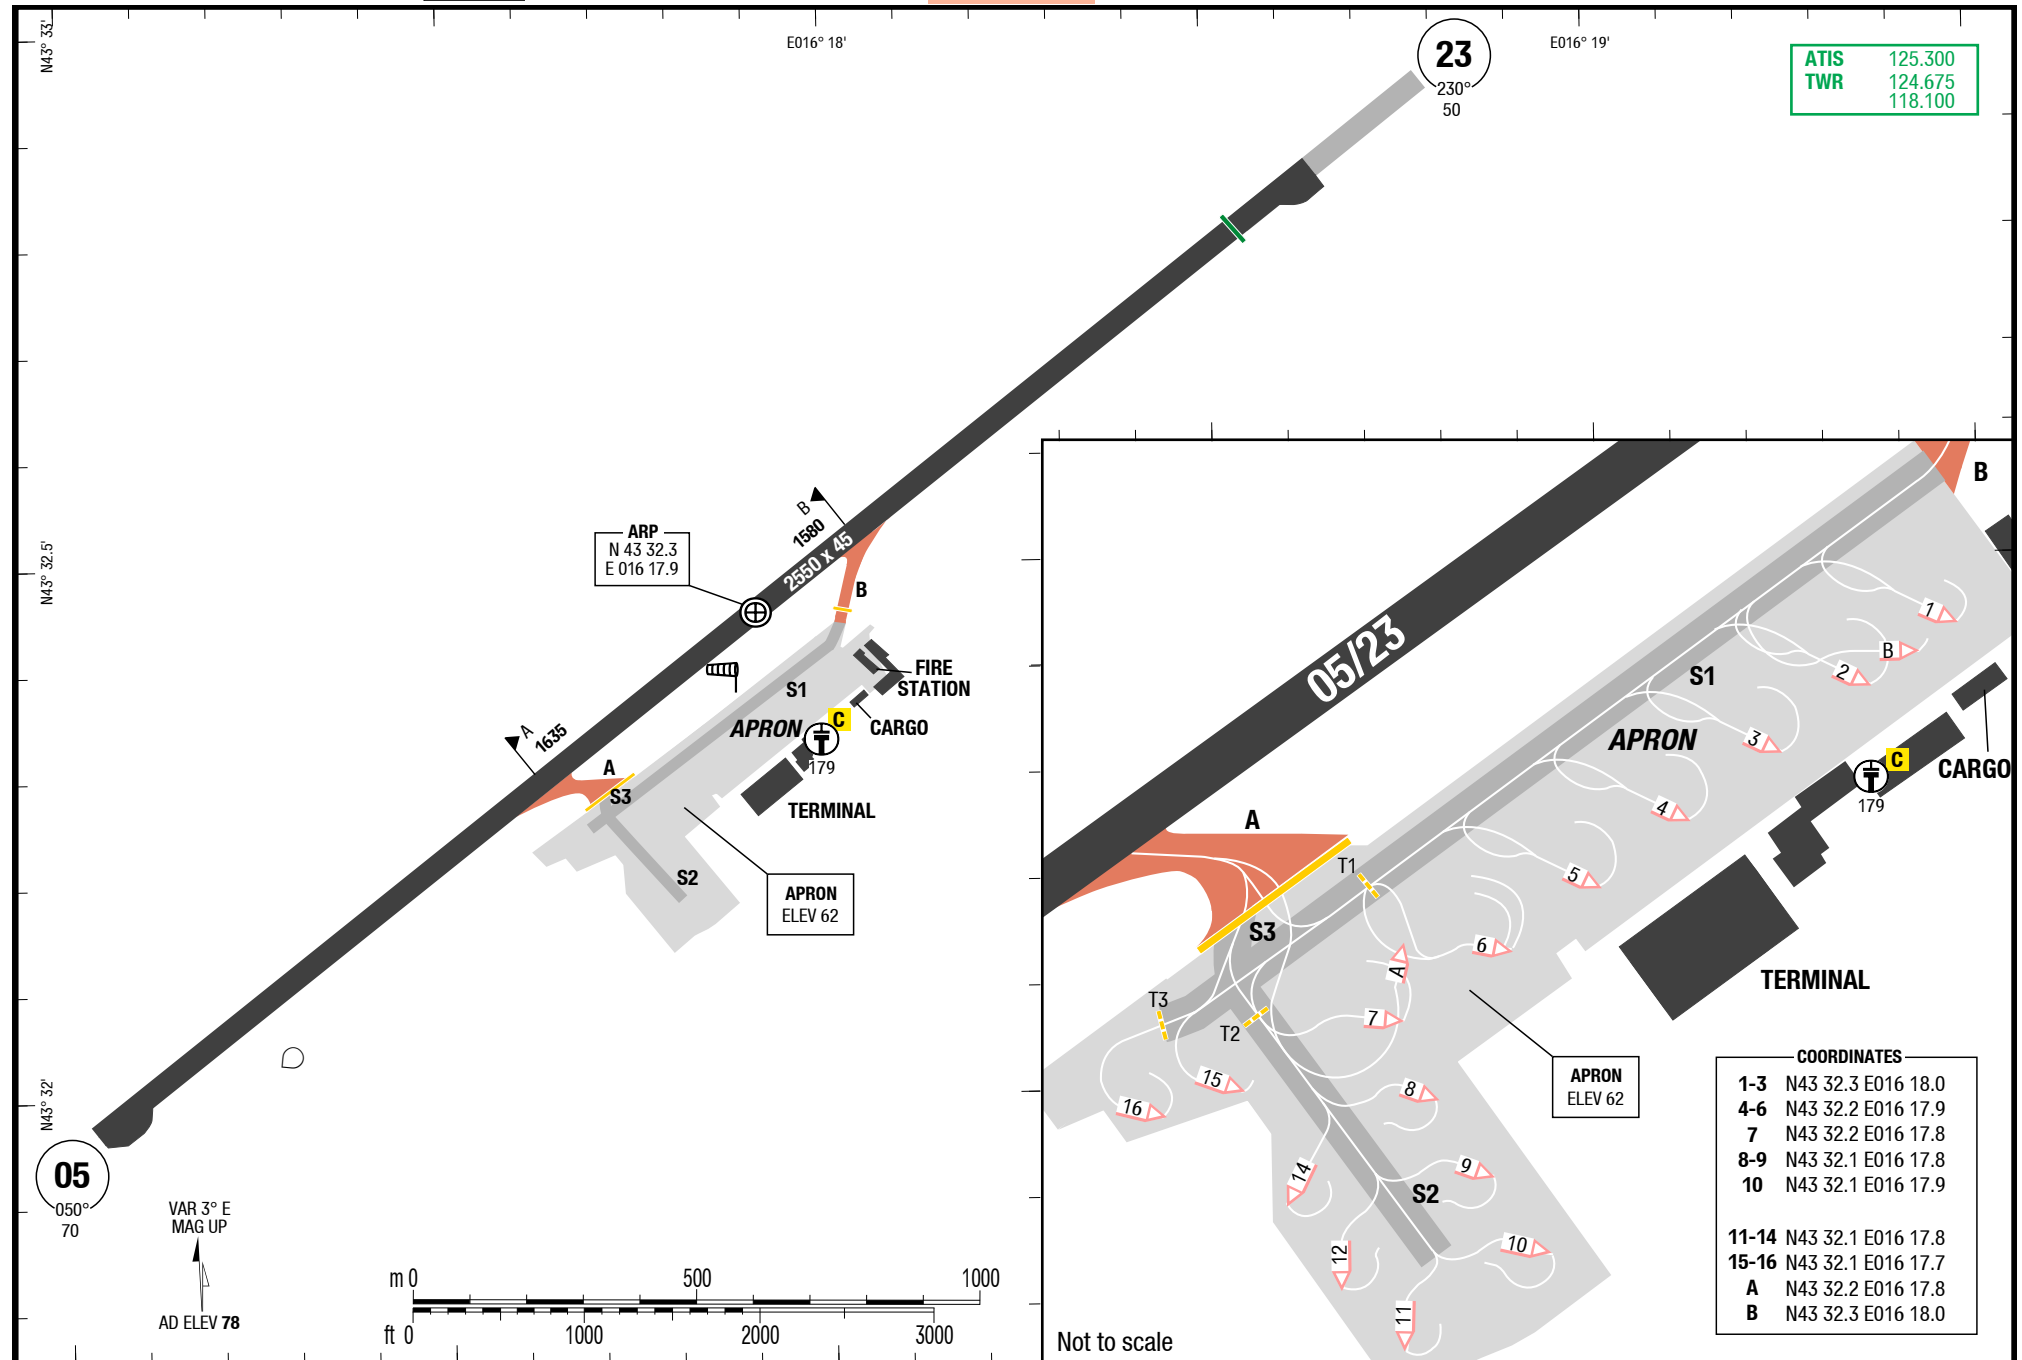 N43° 33'
E016° 18'
E016° 19'
23
230°
50
ATIS 125.300
TWR 124.675
118.100
N43° 32.5'
ARP
N 43 32.3
E 016 17.9
B
1580
2550 x 45
B
A
1635
A
S3
S1
APRON
C
179
FIRE
STATION
CARGO
TERMINAL
S2
APRON
ELEV 62
N43° 32'
05
050°
70
VAR 3° E
MAG UP
AD ELEV 78
m 0 500 1000
ft 0 1000 2000 3000
B
05/23
S1
APRON
1
B
2
3
4
5
6
A
7
A
T1
S3
T3
T2
15
16
8
9
14
S2
12
10
11
C
179
CARGO
TERMINAL
APRON
ELEV 62
COORDINATES
1-3 N43 32.3 E016 18.0
4-6 N43 32.2 E016 17.9
7 N43 32.2 E016 17.8
8-9 N43 32.1 E016 17.8
10 N43 32.1 E016 17.9
11-14 N43 32.1 E016 17.8
15-16 N43 32.1 E016 17.7
A N43 32.2 E016 17.8
B N43 32.3 E016 18.0
Not to scale